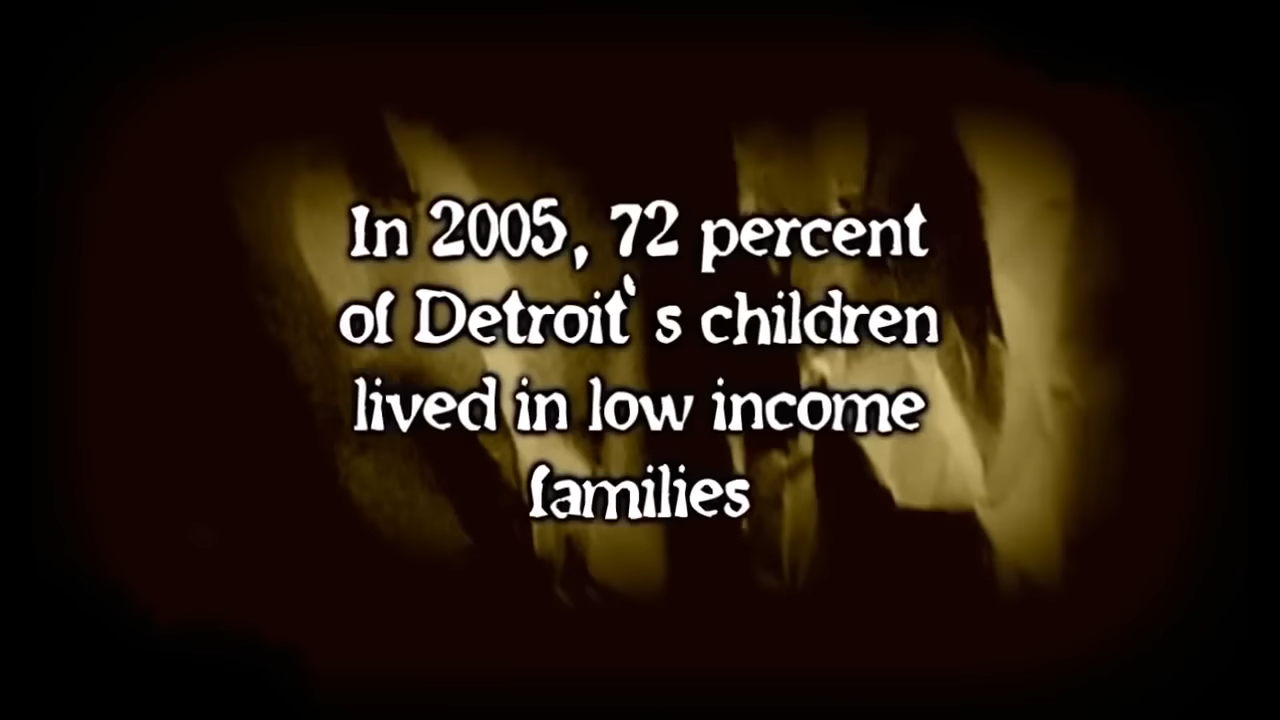 In 2005, 72 percent
of Detroit's children
lived in low income
families